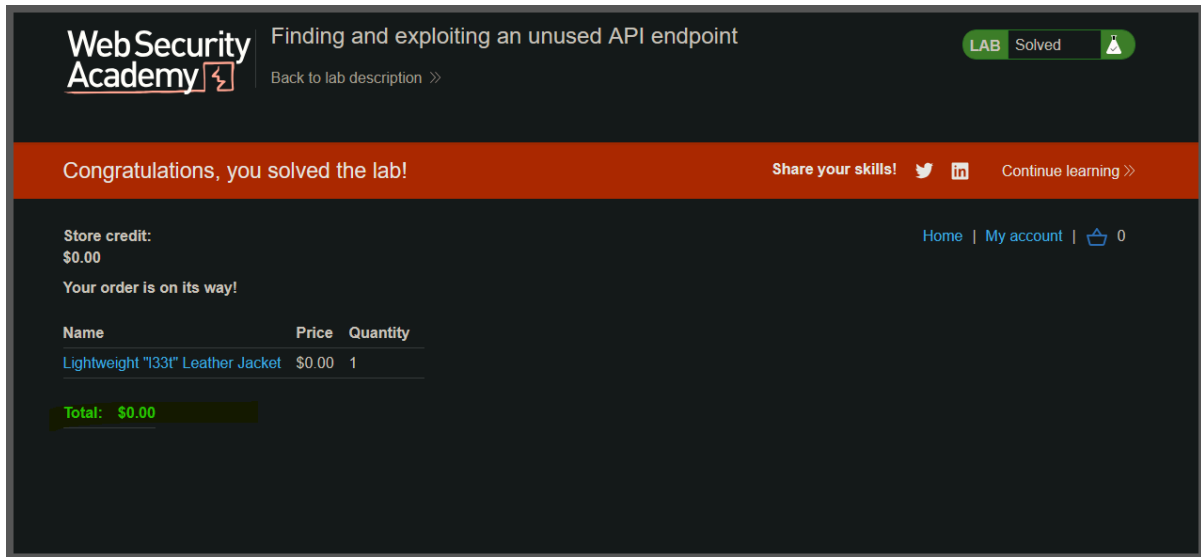 Web Security
Academy
Finding and exploiting an unused API endpoint
Back to lab description »
LAB Solved
Congratulations, you solved the lab!
Share your skills!
in
Continue learning »
Store credit:
$0.00
Home | My account | 0
Your order is on its way!
Name Price Quantity
Lightweight "l33t" Leather Jacket $0.00 1
Total: $0.00